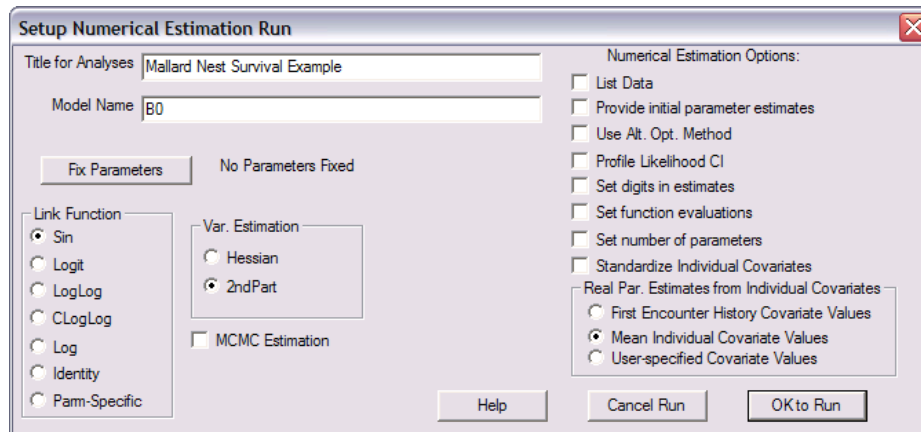 Setup Numerical Estimation Run
Title for Analyses Mallard Nest Survival Example
Model Name B0
Fix Parameters No Parameters Fixed
Link Function
Sin
Logit
LogLog
CLogLog
Log
Identity
Parm-Specific
Var. Estimation
Hessian
2ndPart
MCMC Estimation
Numerical Estimation Options:
List Data
Provide initial parameter estimates
Use Alt. Opt. Method
Profile Likelihood CI
Set digits in estimates
Set function evaluations
Set number of parameters
Standardize Individual Covariates
Real Par. Estimates from Individual Covariates
First Encounter History Covariate Values
Mean Individual Covariate Values
User-specified Covariate Values
Help
Cancel Run
OK to Run